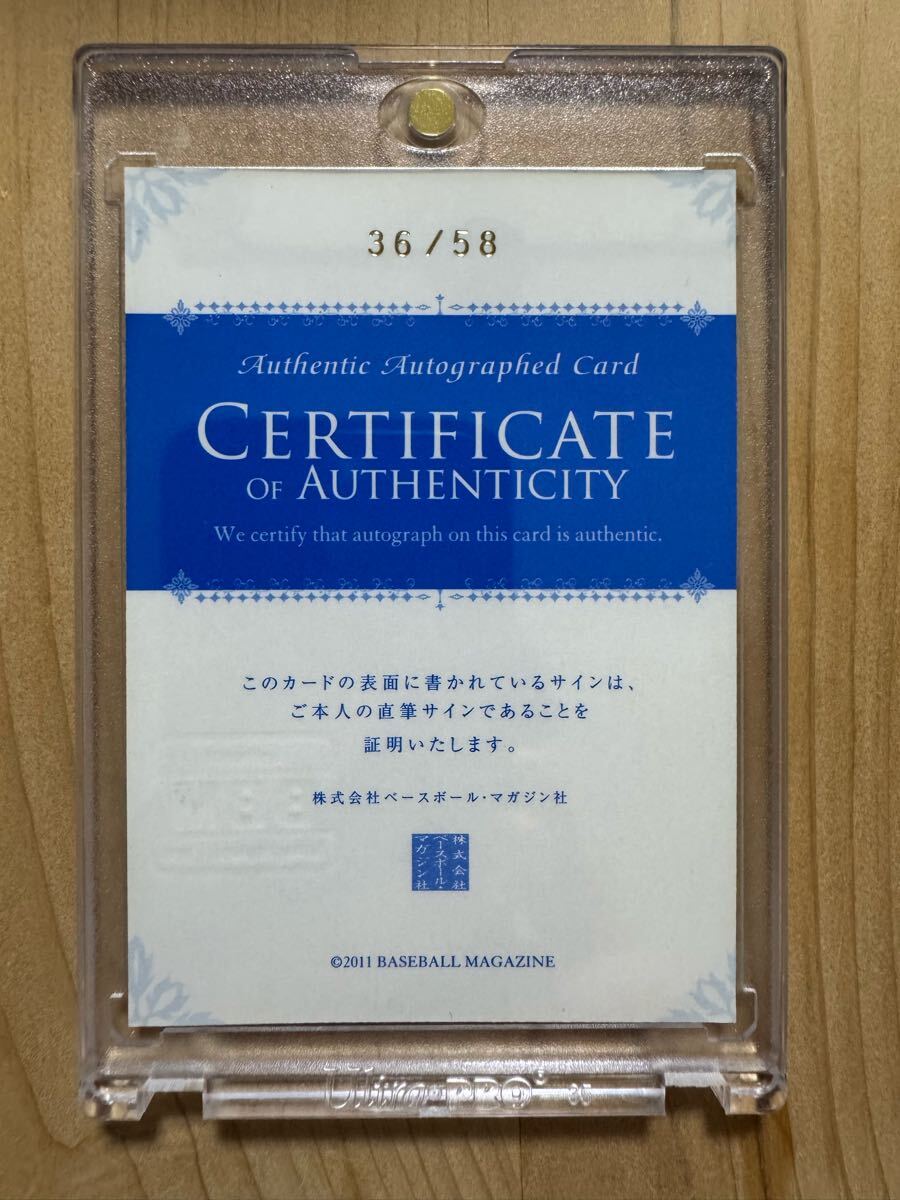 36/58
Authentic Autographed Card
CERTIFICATE
OF AUTHENTICITY
We certify that autograph on this card is authentic.
このカードの表面に書かれているサインは、
ご本人の直筆サインであることを
証明いたします。
株式会社ベースボール・マガジン社
株式会社
ベースボール・
マガジン社
©2011 BASEBALL MAGAZINE
Ultra PRO